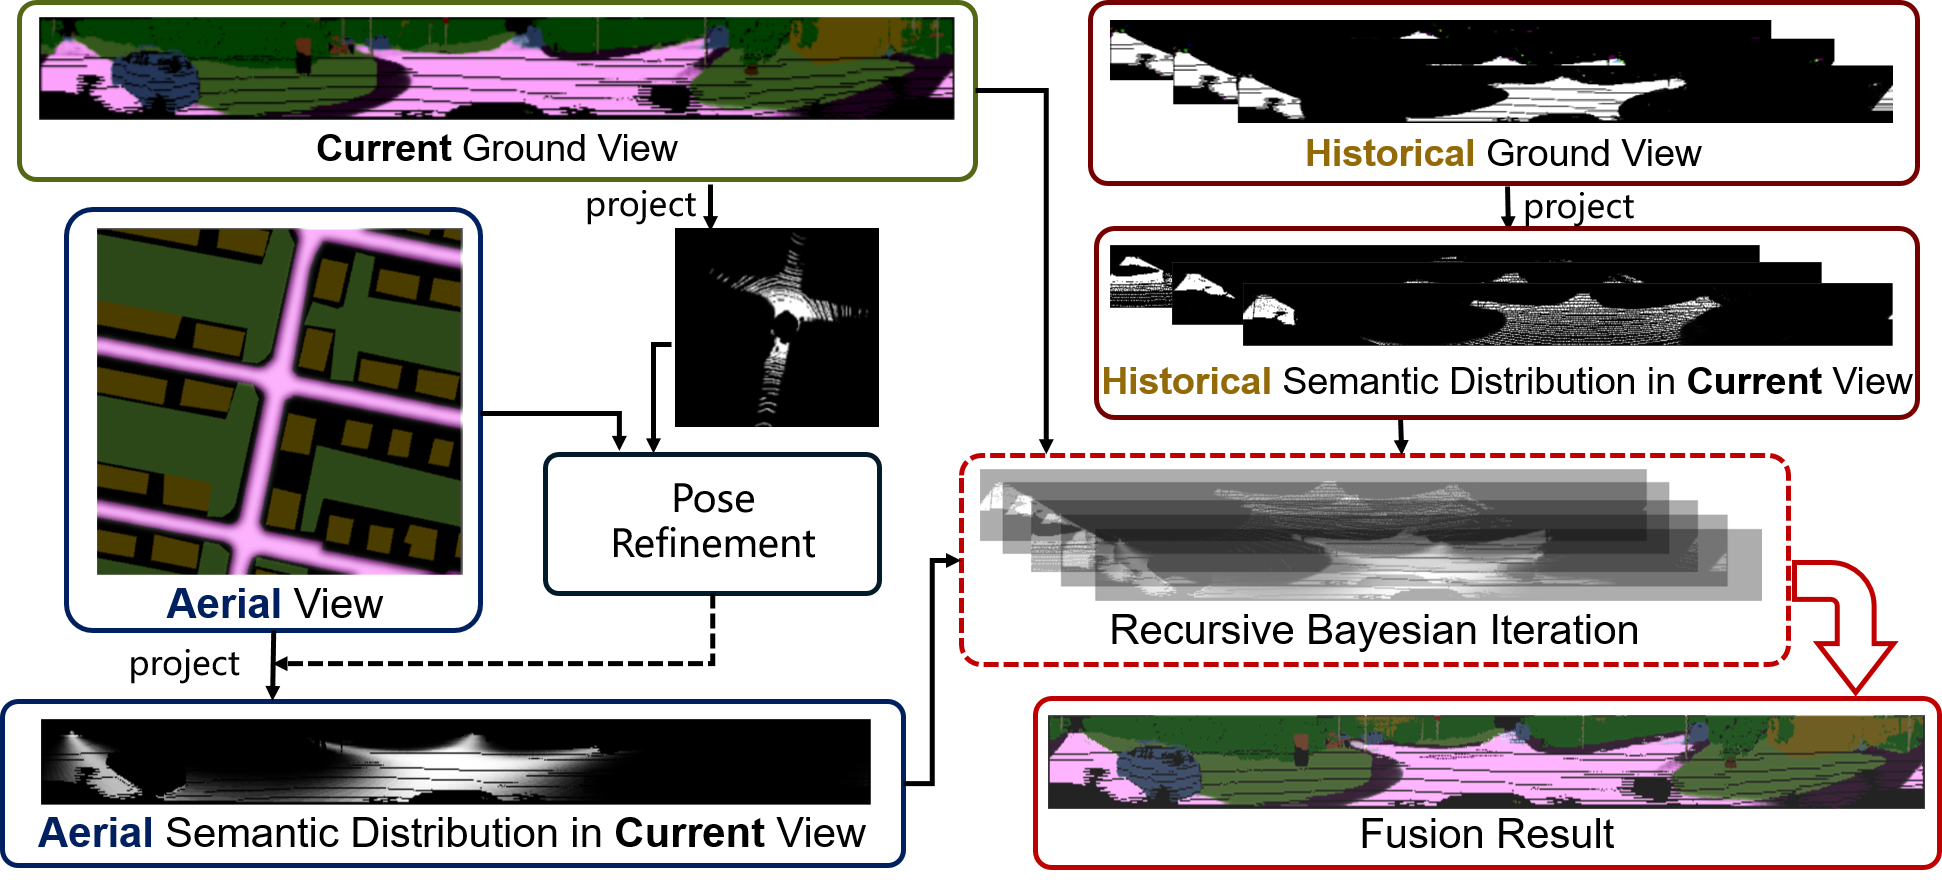 Current Ground View
project
Aerial View
project
Pose
Refinement
Aerial Semantic Distribution in Current View
Historical Ground View
project
Historical Semantic Distribution in Current View
Recursive Bayesian Iteration
Fusion Result